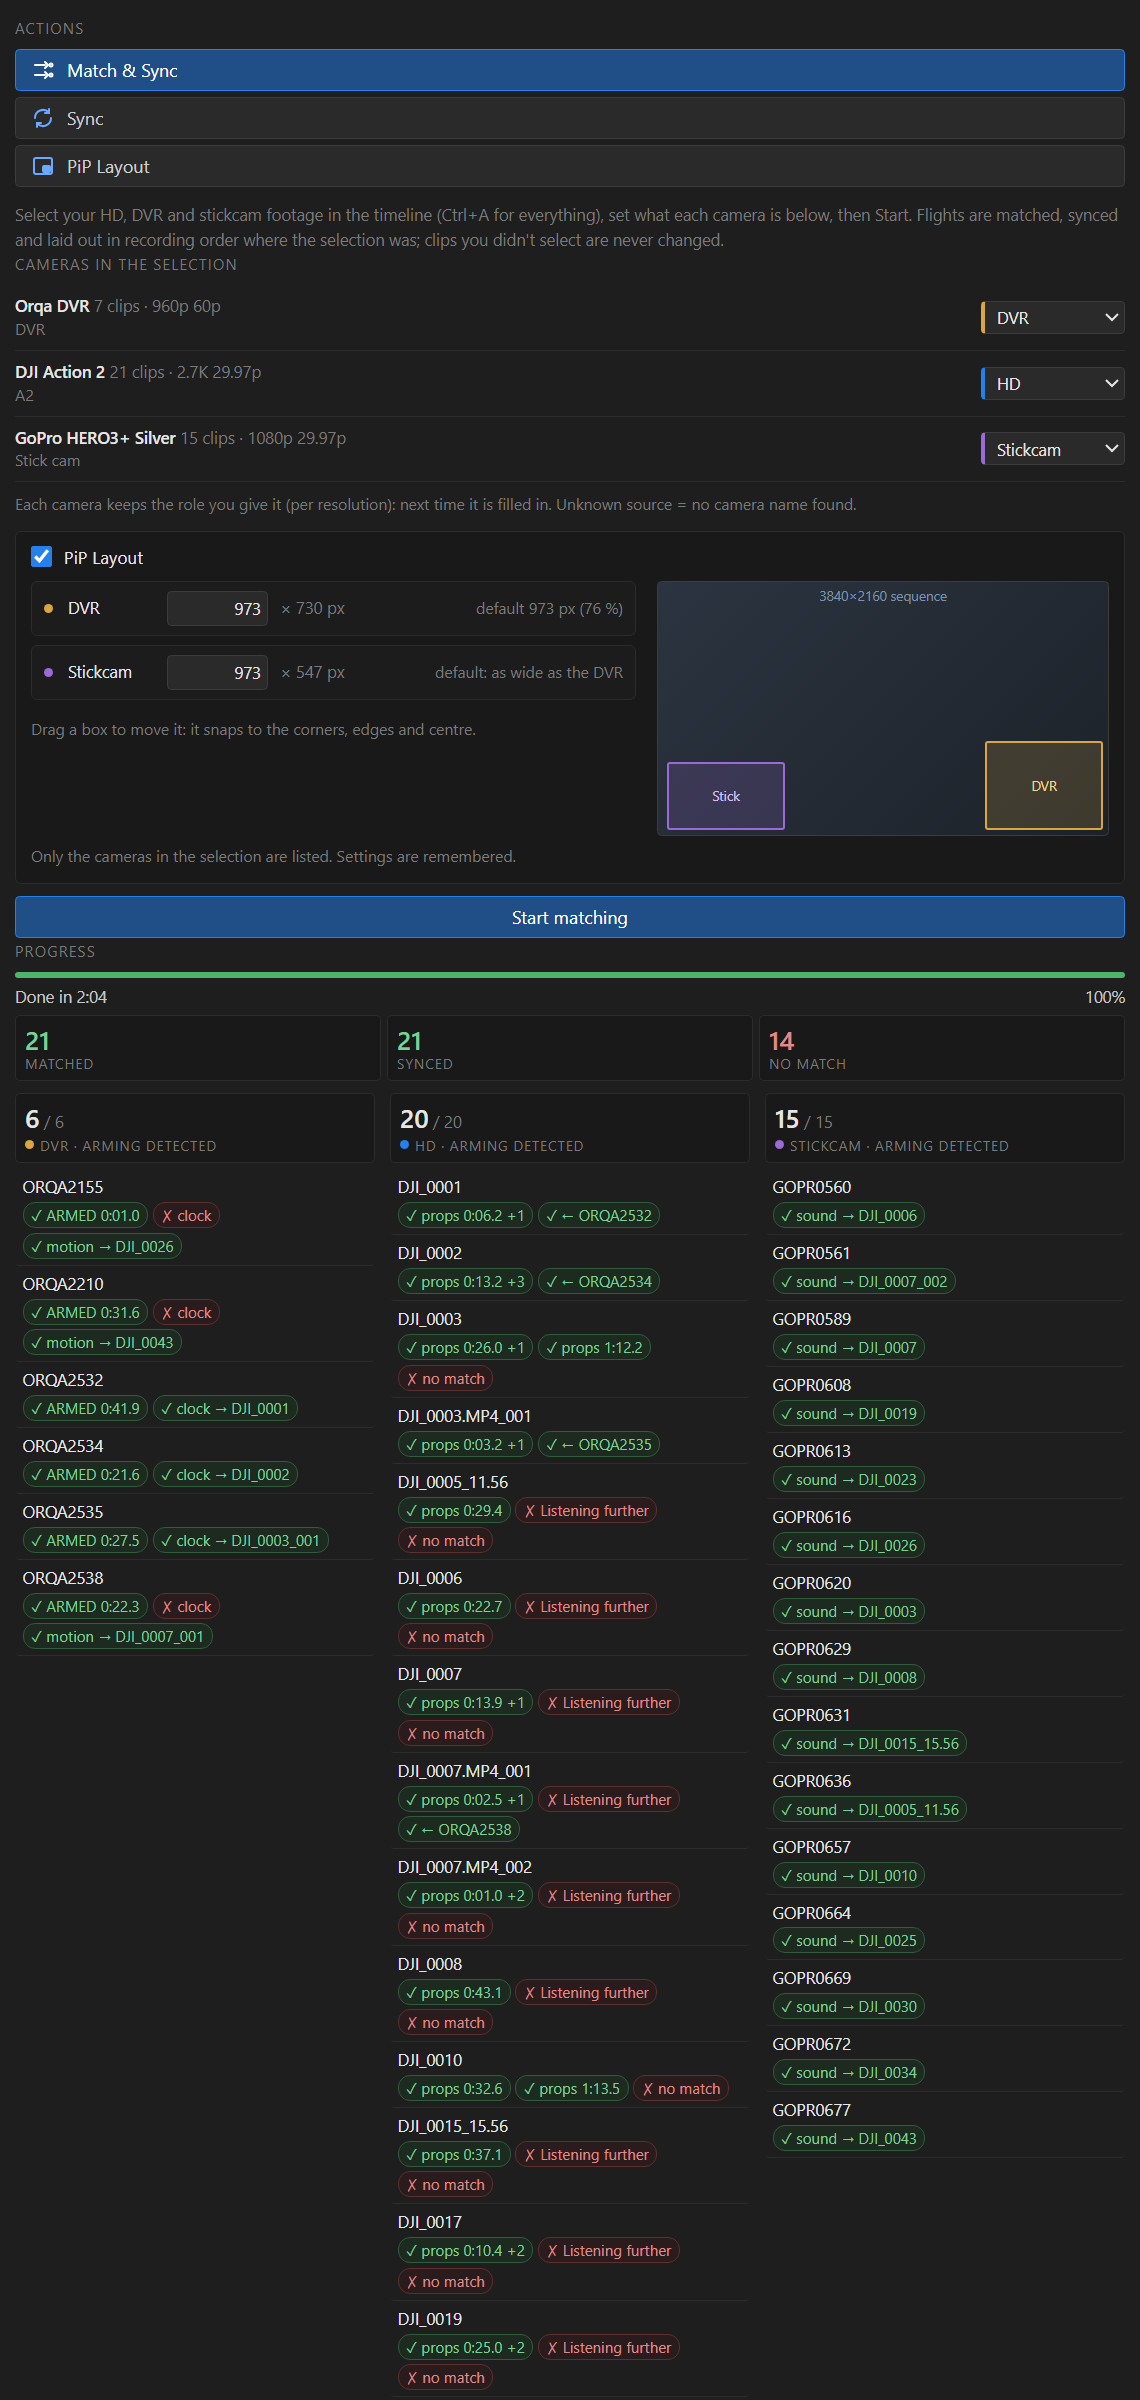 ACTIONS
Match & Sync
Sync
PiP Layout
Select your HD, DVR and stickcam footage in the timeline (Ctrl+A for everything), set what each camera is below, then Start. Flights are matched, synced
and laid out in recording order where the selection was; clips you didn't select are never changed.
CAMERAS IN THE SELECTION
Orqa DVR 7 clips · 960p 60p
DVR
DVR
DJI Action 2 21 clips · 2.7K 29.97p
A2
HD
GoPro HERO3+ Silver 15 clips · 1080p 29.97p
Stick cam
Stickcam
Each camera keeps the role you give it (per resolution): next time it is filled in. Unknown source = no camera name found.
PiP Layout
DVR 973 × 730 px default 973 px (76 %)
Stickcam 973 × 547 px default: as wide as the DVR
Drag a box to move it: it snaps to the corners, edges and centre.
3840×2160 sequence
Stick
DVR
Only the cameras in the selection are listed. Settings are remembered.
Start matching
PROGRESS
Done in 2:04 100%
21
MATCHED
21
SYNCED
14
NO MATCH
6 / 6
DVR · ARMING DETECTED
20 / 20
HD · ARMING DETECTED
15 / 15
STICKCAM · ARMING DETECTED
ORQA2155
✓ ARMED 0:01.0 ✗ clock
✓ motion → DJI_0026
ORQA2210
✓ ARMED 0:31.6 ✗ clock
✓ motion → DJI_0043
ORQA2532
✓ ARMED 0:41.9 ✓ clock → DJI_0001
ORQA2534
✓ ARMED 0:21.6 ✓ clock → DJI_0002
ORQA2535
✓ ARMED 0:27.5 ✓ clock → DJI_0003_001
ORQA2538
✓ ARMED 0:22.3 ✗ clock
✓ motion → DJI_0007_001
DJI_0001
✓ props 0:06.2 +1 ✓ ← ORQA2532
DJI_0002
✓ props 0:13.2 +3 ✓ ← ORQA2534
DJI_0003
✓ props 0:26.0 +1 ✓ props 1:12.2
✗ no match
DJI_0003.MP4_001
✓ props 0:03.2 +1 ✓ ← ORQA2535
DJI_0005_11.56
✓ props 0:29.4 ✗ Listening further
✗ no match
DJI_0006
✓ props 0:22.7 ✗ Listening further
✗ no match
DJI_0007
✓ props 0:13.9 +1 ✗ Listening further
✗ no match
DJI_0007.MP4_001
✓ props 0:02.5 +1 ✗ Listening further
✓ ← ORQA2538
DJI_0007.MP4_002
✓ props 0:01.0 +2 ✗ Listening further
✗ no match
DJI_0008
✓ props 0:43.1 ✗ Listening further
✗ no match
DJI_0010
✓ props 0:32.6 ✓ props 1:13.5 ✗ no match
DJI_0015_15.56
✓ props 0:37.1 ✗ Listening further
✗ no match
DJI_0017
✓ props 0:10.4 +2 ✗ Listening further
✗ no match
DJI_0019
✓ props 0:25.0 +2 ✗ Listening further
✗ no match
GOPR0560
✓ sound → DJI_0006
GOPR0561
✓ sound → DJI_0007_002
GOPR0589
✓ sound → DJI_0007
GOPR0608
✓ sound → DJI_0019
GOPR0613
✓ sound → DJI_0023
GOPR0616
✓ sound → DJI_0026
GOPR0620
✓ sound → DJI_0003
GOPR0629
✓ sound → DJI_0008
GOPR0631
✓ sound → DJI_0015_15.56
GOPR0636
✓ sound → DJI_0005_11.56
GOPR0657
✓ sound → DJI_0010
GOPR0664
✓ sound → DJI_0025
GOPR0669
✓ sound → DJI_0030
GOPR0672
✓ sound → DJI_0034
GOPR0677
✓ sound → DJI_0043